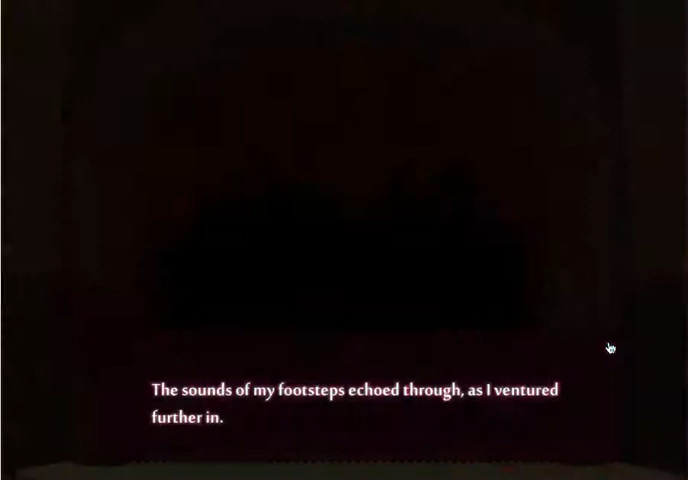 The sounds of my footsteps echoed through, as I ventured
further in.